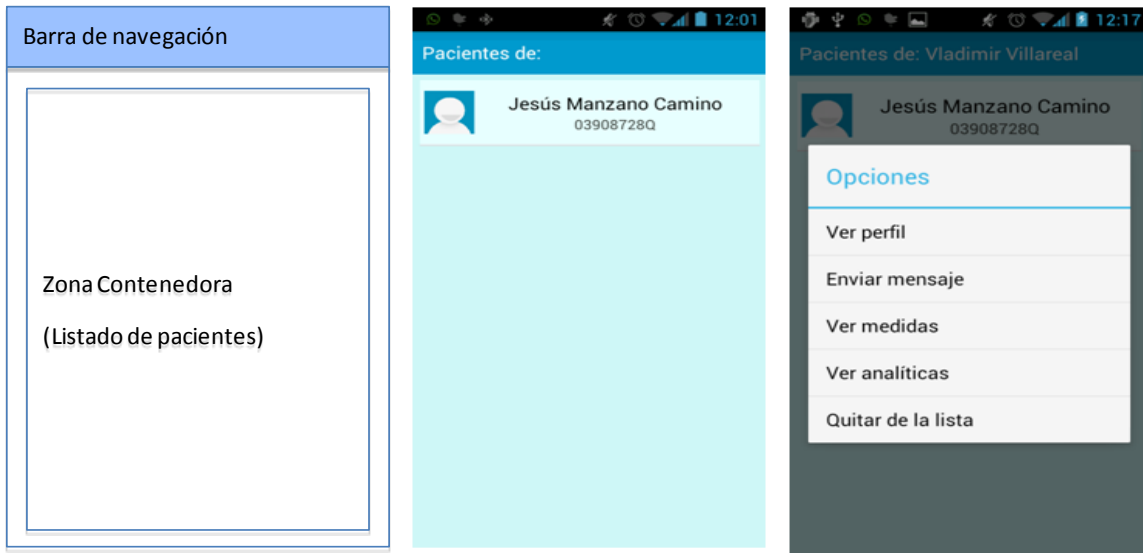 Barra de navegación
Zona Contenedora
(Listado de pacientes)
12:01
Pacientes de:
Jesús Manzano Camino
03908728Q
12:17
Pacientes de: Vladimir Villareal
Jesús Manzano Camino
03908728Q
Opciones
Ver perfil
Enviar mensaje
Ver medidas
Ver analíticas
Quitar de la lista